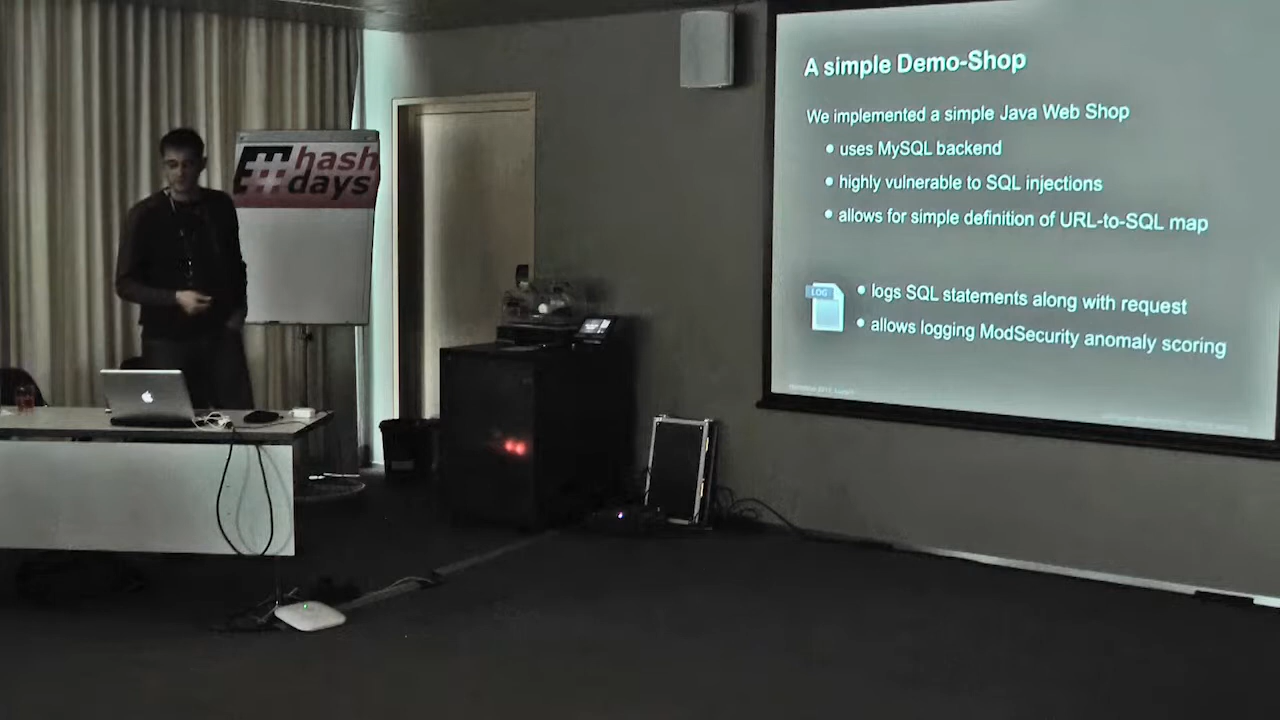 #hash
days
A simple Demo-Shop
We implemented a simple Java Web Shop
• uses MySQL backend
• highly vulnerable to SQL injections
• allows for simple definition of URL-to-SQL map
LOG
• logs SQL statements along with request
• allows logging ModSecurity anomaly scoring